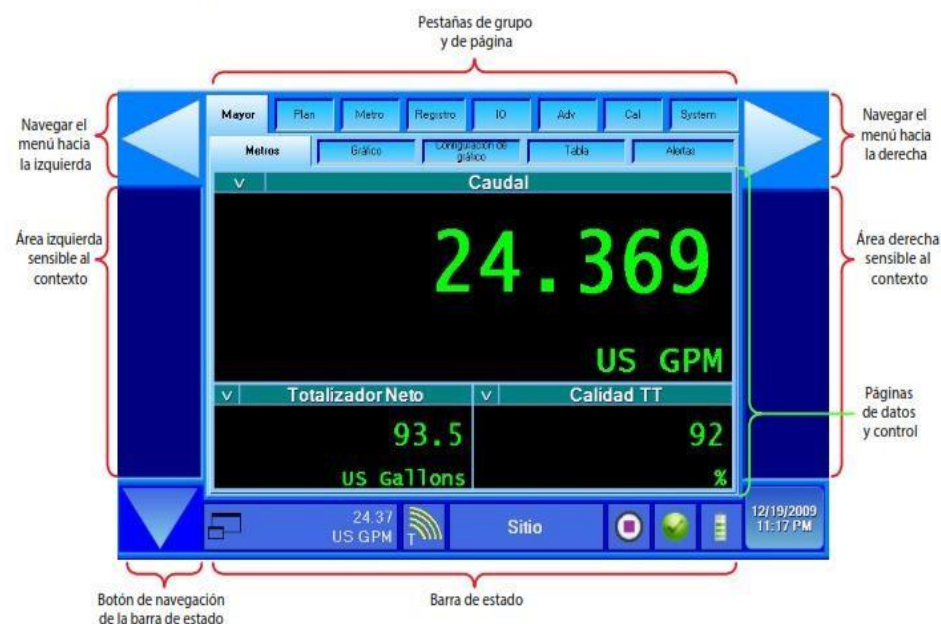 Pestañas de grupo
y de página
Navegar el
menú hacia
la izquierda
Navegar el
menú hacia
la derecha
Mayor
Plan
Metro
Registro
IO
Adv
Cal
System
Metros
Gráfico
Configuración de
gráfico
Tabla
Alertas
V
Caudal
24.369
US GPM
Área izquierda
sensible al
contexto
Área derecha
sensible al
contexto
V
Totalizador Neto
93.5
US Gallons
V
Calidad TT
92
%
Páginas
de datos
y control
24.37
US GPM
T
Sitio
12/19/2009
11:17 PM
Botón de navegación
de la barra de estado
Barra de estado